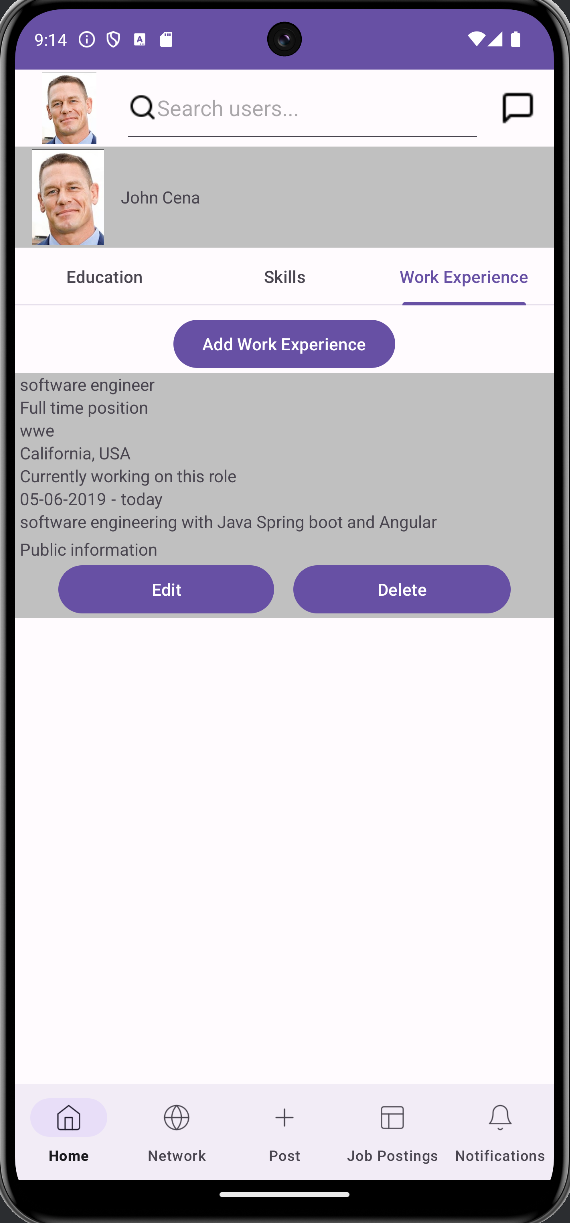 9:14
A
Search users...
John Cena
Education Skills Work Experience
Add Work Experience
software engineer
Full time position
wwe
California, USA
Currently working on this role
05-06-2019 - today
software engineering with Java Spring boot and Angular
Public information
Edit Delete
Home Network Post Job Postings Notifications